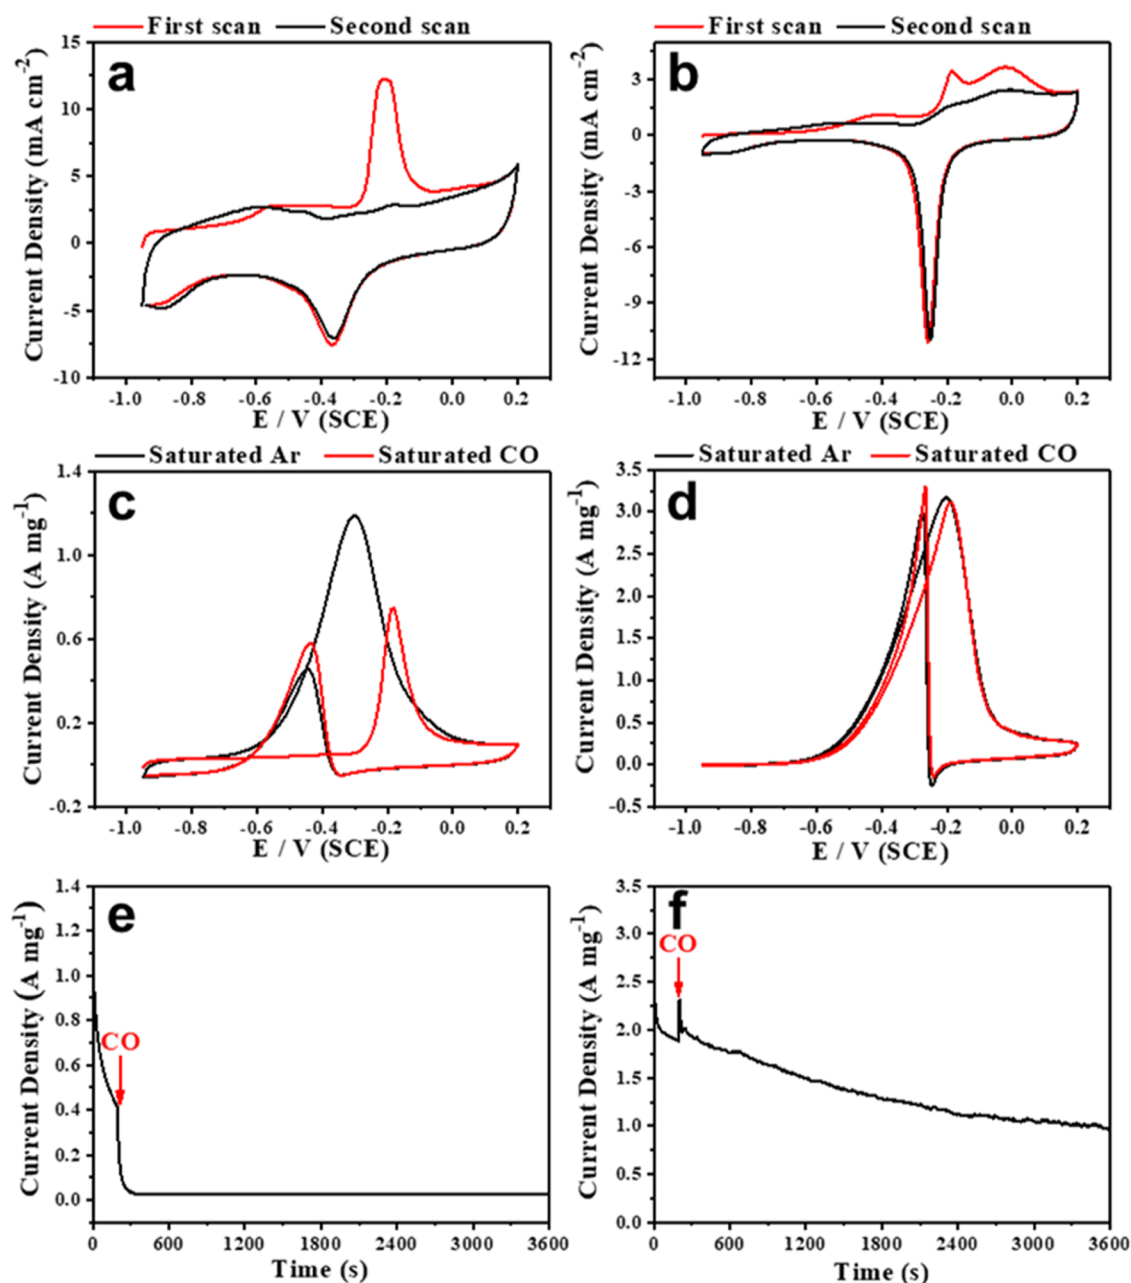 First scan Second scan
a
Current Density (mA cm-2)
15
10
5
0
-5
-10
-1.0 -0.8 -0.6 -0.4 -0.2 0.0 0.2
E / V (SCE)
First scan Second scan
b
Current Density (mA cm-2)
3
0
-3
-6
-9
-12
-1.0 -0.8 -0.6 -0.4 -0.2 0.0 0.2
E / V (SCE)
Saturated Ar Saturated CO
c
Current Density (A mg-1)
1.4
1.0
0.6
0.2
-0.2
-1.0 -0.8 -0.6 -0.4 -0.2 0.0 0.2
E / V (SCE)
Saturated Ar Saturated CO
d
Current Density (A mg-1)
3.5
3.0
2.5
2.0
1.5
1.0
0.5
0.0
-0.5
-1.0 -0.8 -0.6 -0.4 -0.2 0.0 0.2
E / V (SCE)
e
CO
Current Density (A mg-1)
1.4
1.2
1.0
0.8
0.6
0.4
0.2
0.0
0 600 1200 1800 2400 3000 3600
Time (s)
f
CO
Current Density (A mg-1)
3.5
3.0
2.5
2.0
1.5
1.0
0.5
0.0
0 600 1200 1800 2400 3000 3600
Time (s)